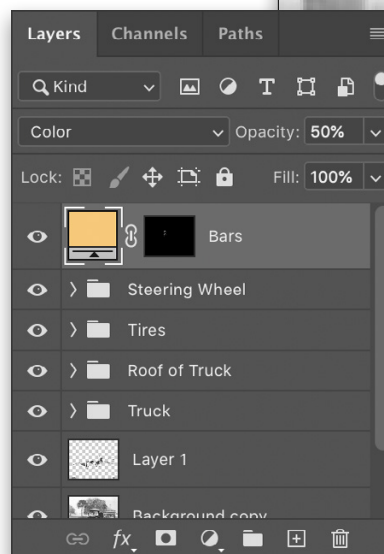 Layers Channels Paths
Kind
Color Opacity: 50%
Lock: Fill: 100%
Bars
Steering Wheel
Tires
Roof of Truck
Truck
Layer 1
Background copy
fx